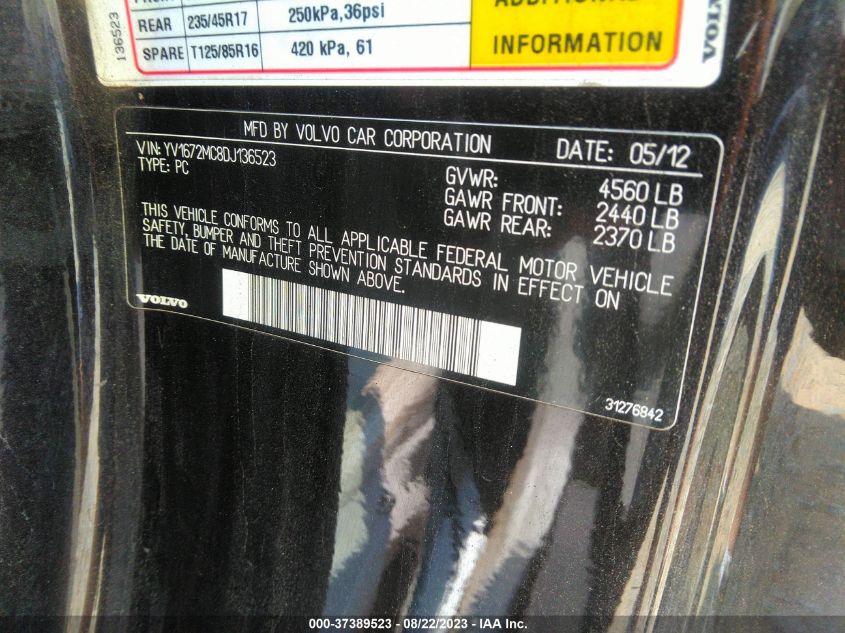 136523
REAR 235/45R17 250kPa,36psi
SPARE T125/85R16 420 kPa, 61
ADDITIONAL
INFORMATION
VOLVO
MFD BY VOLVO CAR CORPORATION DATE: 05/12
VIN: YV1672MC8DJ136523
TYPE: PC
GVWR: 4560 LB
GAWR FRONT: 2440 LB
GAWR REAR: 2370 LB
THIS VEHICLE CONFORMS TO ALL APPLICABLE FEDERAL MOTOR VEHICLE
SAFETY, BUMPER AND THEFT PREVENTION STANDARDS IN EFFECT ON
THE DATE OF MANUFACTURE SHOWN ABOVE.
VOLVO
31276842
000-37389523 - 08/22/2023 - IAA Inc.